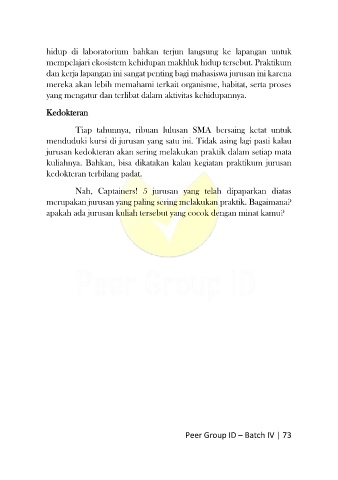 hidup di laboratorium bahkan terjun langsung ke lapangan untuk
mempelajari ekosistem kehidupan makhluk hidup tersebut. Praktikum
dan kerja lapangan ini sangat penting bagi mahasiswa jurusan ini karena
mereka akan lebih memahami terkait organisme, habitat, serta proses
yang mengatur dan terlibat dalam aktivitas kehidupannya.
Kedokteran
Tiap tahunnya, ribuan lulusan SMA bersaing ketat untuk
menduduki kursi di jurusan yang satu ini. Tidak asing lagi pasti kalau
jurusan kedokteran akan sering melakukan praktik dalam setiap mata
kuliahnya. Bahkan, bisa dikatakan kalau kegiatan praktikum jurusan
kedokteran terbilang padat.
Nah, Captainers! 5 jurusan yang telah dipaparkan diatas
merupakan jurusan yang paling sering melakukan praktik. Bagaimana?
apakah ada jurusan kuliah tersebut yang cocok dengan minat kamu?
Peer Group ID
Peer Group ID – Batch IV | 73